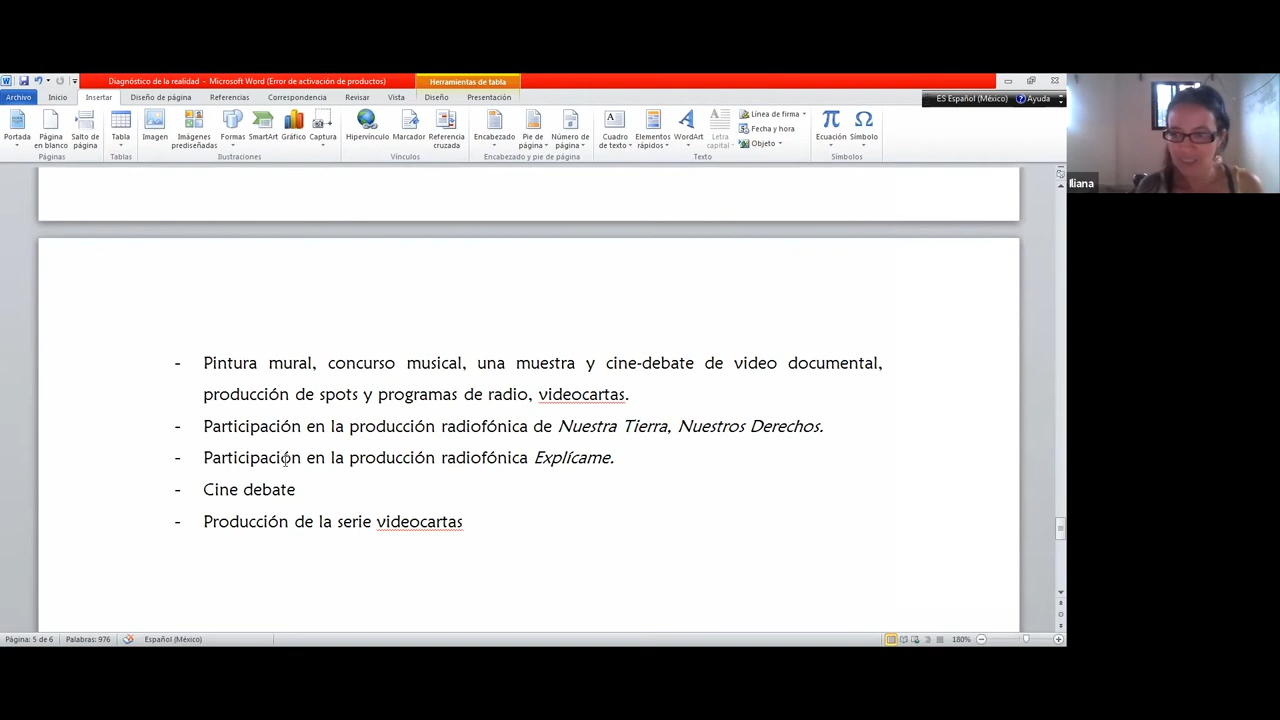 Diagnóstico de la realidad - Microsoft Word (Error de activación de productos)
Herramientas de tabla
Archivo Inicio Insertar Diseño de página Referencias Correspondencia Revisar Vista Diseño Presentación
ES Español (México) Ayuda
Portada Página en blanco Salto de página Tabla Imagen Imágenes prediseñadas Formas SmartArt Gráfico Captura Hipervínculo Marcador Referencia cruzada Encabezado Pie de página Número de página Cuadro de texto Elementos rápidos WordArt Letra capital Línea de firma Fecha y hora Objeto Ecuación Símbolo
Páginas Tablas Ilustraciones Vínculos Encabezado y pie de página Texto Símbolos
Iliana
- Pintura mural, concurso musical, una muestra y cine-debate de video documental,
producción de spots y programas de radio, videocartas.
- Participación en la producción radiofónica de Nuestra Tierra, Nuestros Derechos.
- Participación en la producción radiofónica Explícame.
- Cine debate
- Producción de la serie videocartas
Página: 5 de 6 Palabras: 976 Español (México) 180%